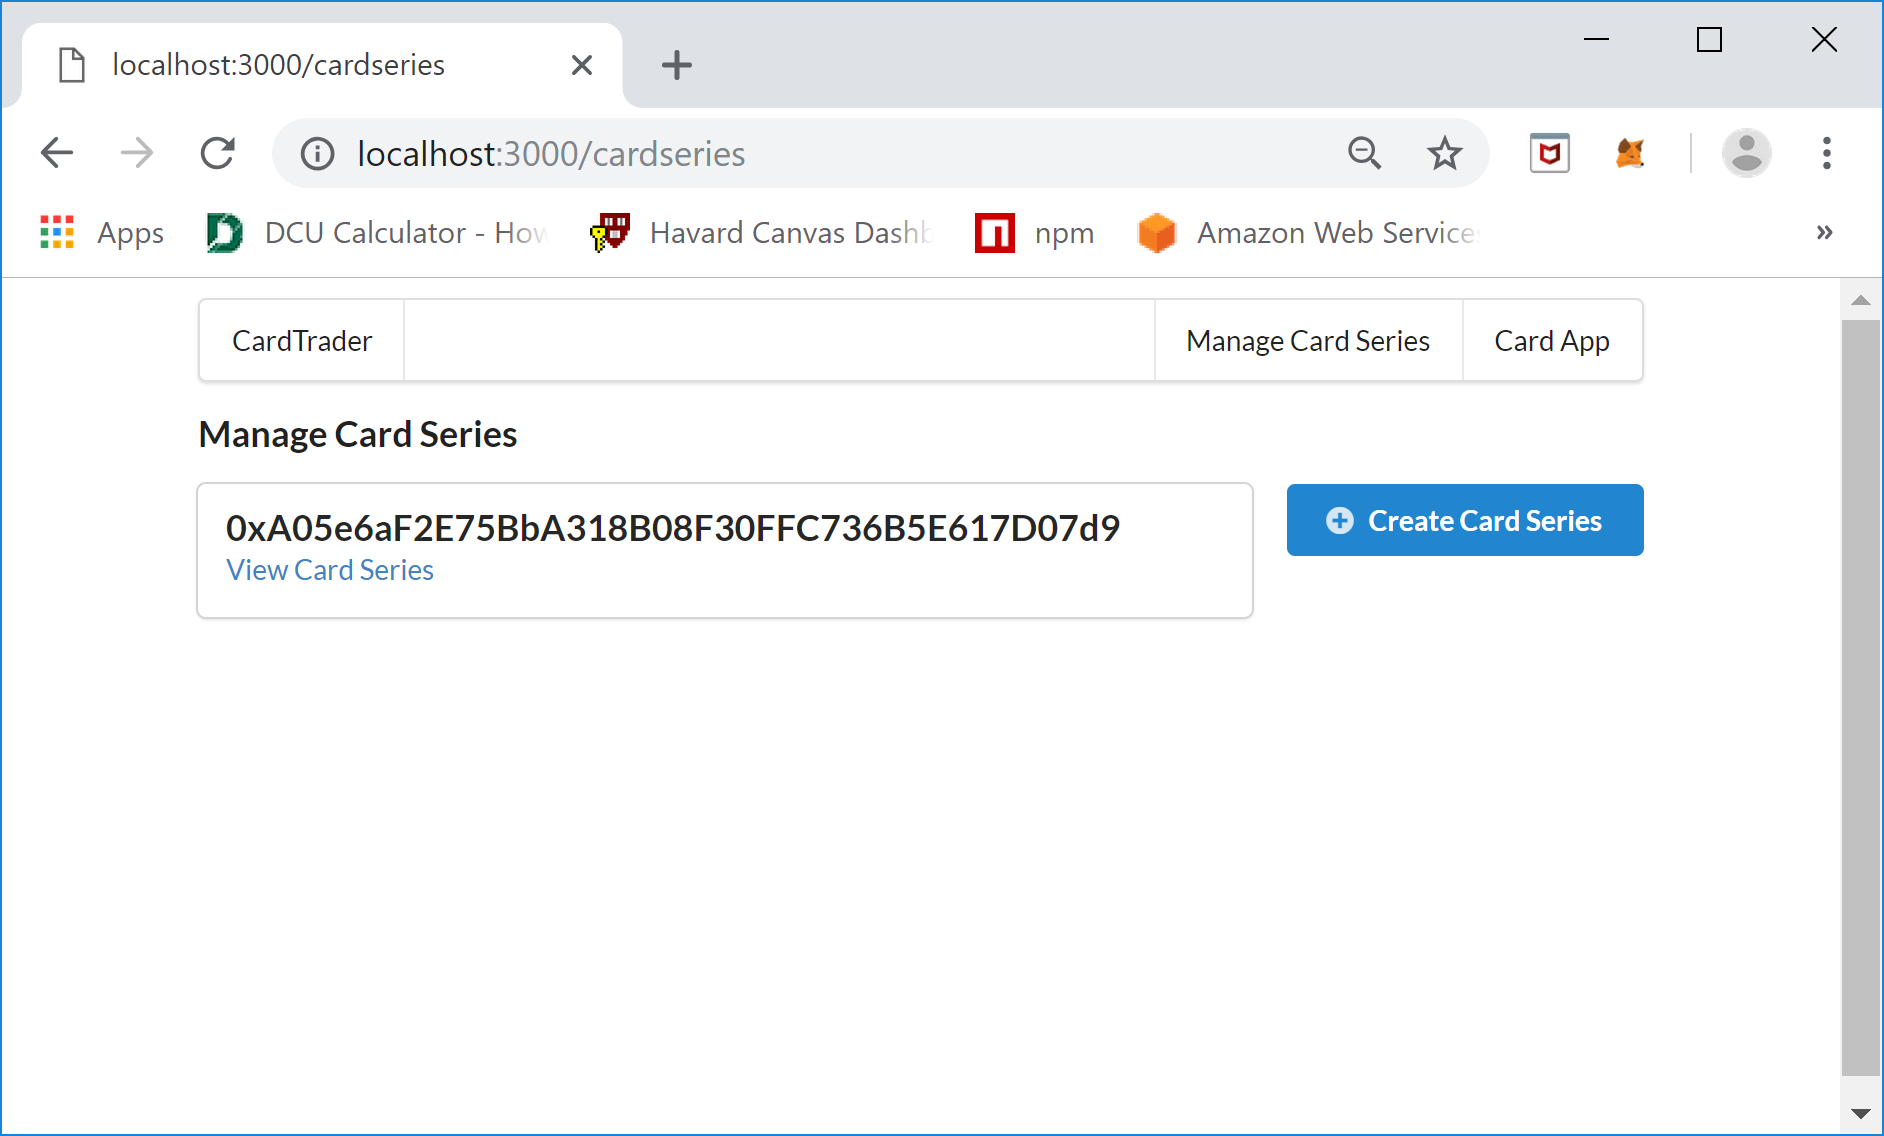 localhost:3000/cardseries
localhost:3000/cardseries
Apps DCU Calculator - How Havard Canvas Dashb npm Amazon Web Services »
CardTrader Manage Card Series Card App
Manage Card Series
0xA05e6aF2E75BbA318B08F30FFC736B5E617D07d9
View Card Series
Create Card Series